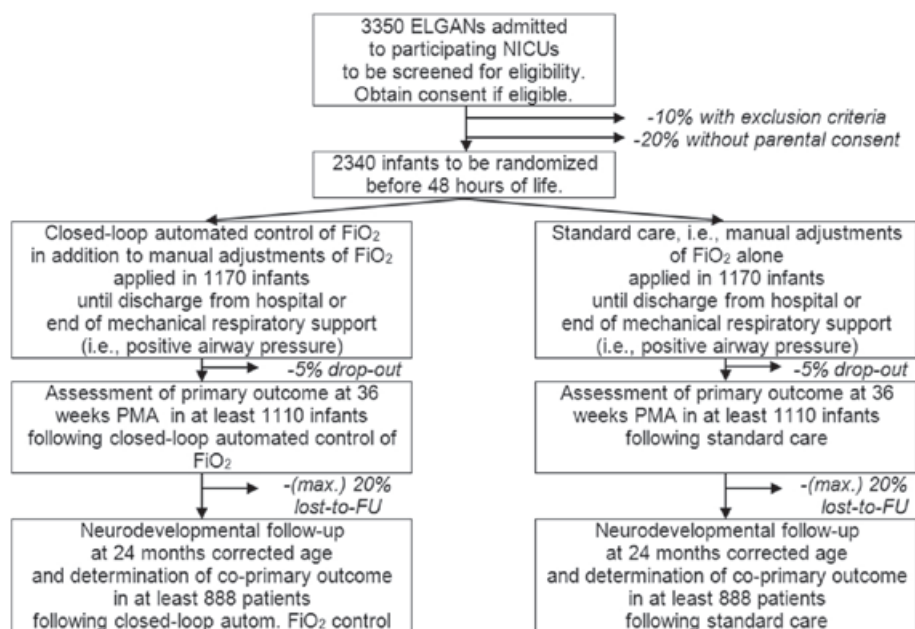 3350 ELGANs admitted
to participating NICUs
to be screened for eligibility.
Obtain consent if eligible.
-10% with exclusion criteria
-20% without parental consent
2340 infants to be randomized
before 48 hours of life.
Closed-loop automated control of FiO₂
in addition to manual adjustments of FiO₂
applied in 1170 infants
until discharge from hospital or
end of mechanical respiratory support
(i.e., positive airway pressure)
-5% drop-out
Assessment of primary outcome at 36
weeks PMA in at least 1110 infants
following closed-loop automated control of
FiO₂
-(max.) 20%
lost-to-FU
Neurodevelopmental follow-up
at 24 months corrected age
and determination of co-primary outcome
in at least 888 patients
following closed-loop autom. FiO₂ control
Standard care, i.e., manual adjustments
of FiO₂ alone
applied in 1170 infants
until discharge from hospital or
end of mechanical respiratory support
(i.e., positive airway pressure)
-5% drop-out
Assessment of primary outcome at 36
weeks PMA in at least 1110 infants
following standard care
-(max.) 20%
lost-to-FU
Neurodevelopmental follow-up
at 24 months corrected age
and determination of co-primary outcome
in at least 888 patients
following standard care